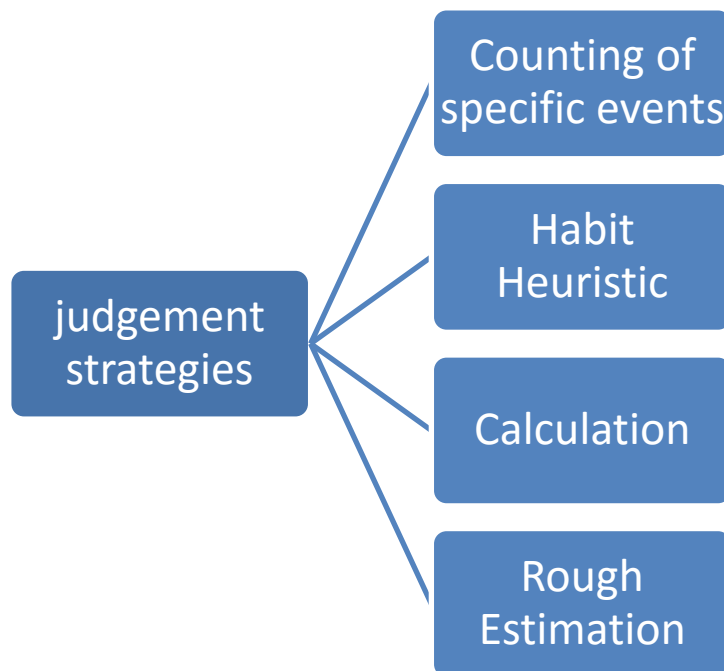 judgement
strategies
Counting of
specific events
Habit
Heuristic
Calculation
Rough
Estimation